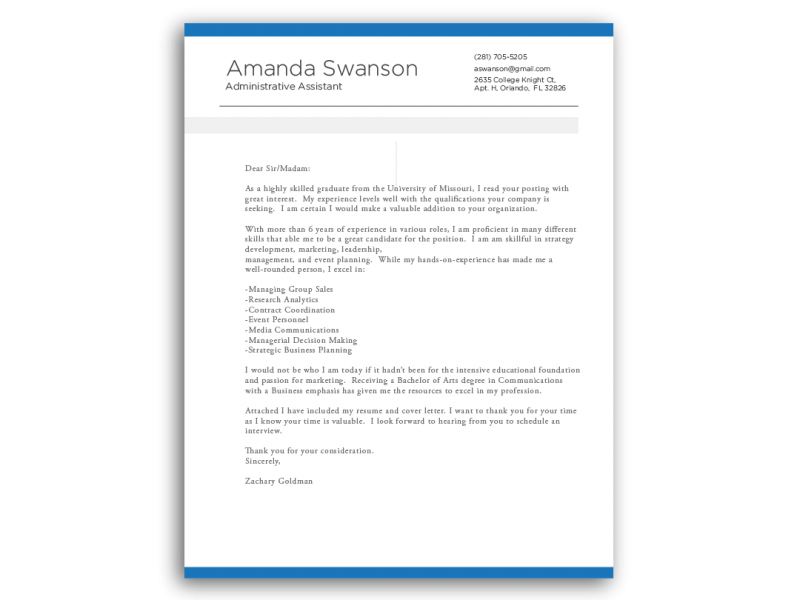 Amanda Swanson
Administrative Assistant
(281) 705-5205
aswanson@gmail.com
2635 College Knight Ct,
Apt. H, Orlando, FL 32826
Dear Sir/Madam:
As a highly skilled graduate from the University of Missouri, I read your posting with
great interest. My experience levels well with the qualifications your company is
seeking. I am certain I would make a valuable addition to your organization.
With more than 6 years of experience in various roles, I am proficient in many different
skills that able me to be a great candidate for the position. I am am skillful in strategy
development, marketing, leadership,
management, and event planning. While my hands-on-experience has made me a
well-rounded person, I excel in:
-Managing Group Sales
-Research Analytics
-Contract Coordination
-Event Personnel
-Media Communications
-Managerial Decision Making
-Strategic Business Planning
I would not be who I am today if it hadn't been for the intensive educational foundation
and passion for marketing. Receiving a Bachelor of Arts degree in Communications
with a Business emphasis has given me the resources to excel in my profession.
Attached I have included my resume and cover letter. I want to thank you for your time
as I know your time is valuable. I look forward to hearing from you to schedule an
interview.
Thank you for your consideration.
Sincerely,
Zachary Goldman